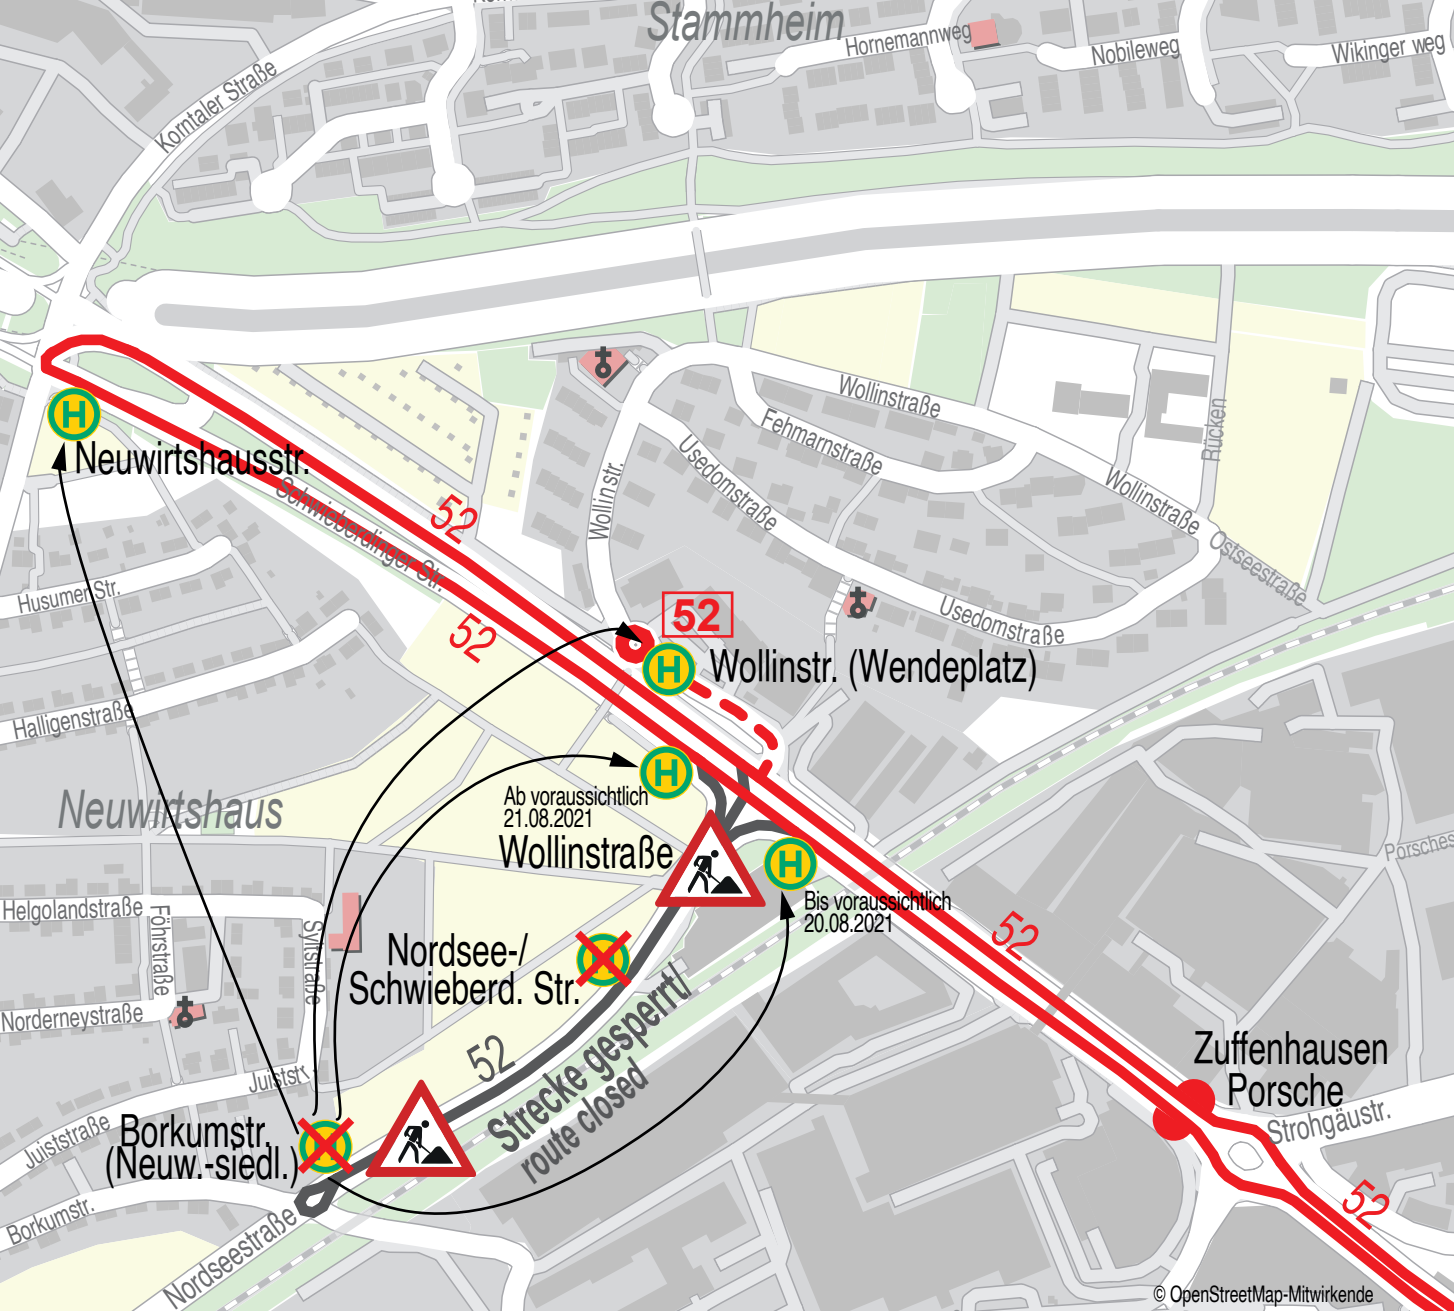 Stammheim
Hornemannweg
Nobileweg
Wikinger weg
Korntaler Straße
H
Neuwirtshausstr.
Schwieberdinger Str.
52
52
Wollinstr.
Wollinstraße
Fehmarnstraße
Usedomstraße
Rücken
Wollinstraße
Ostseestraße
Usedomstraße
Husumer Str.
Halligenstraße
52
H
Wollinstr. (Wendeplatz)
H
Ab voraussichtlich
21.08.2021
Wollinstraße
H
Bis voraussichtlich
20.08.2021
Neuwirtshaus
Porsches
Helgolandstraße
Föhrstraße
Syltstraße
Norderneystraße
Nordsee-/
Schwieberd. Str.
52
52
Strecke gesperrt/
route closed
Zuffenhausen
Porsche
Strohgäustr.
Juiststr
Juiststraße
Borkumstr.
(Neuw.-siedl.)
Borkumstr.
Nordseestraße
52
© OpenStreetMap-Mitwirkende